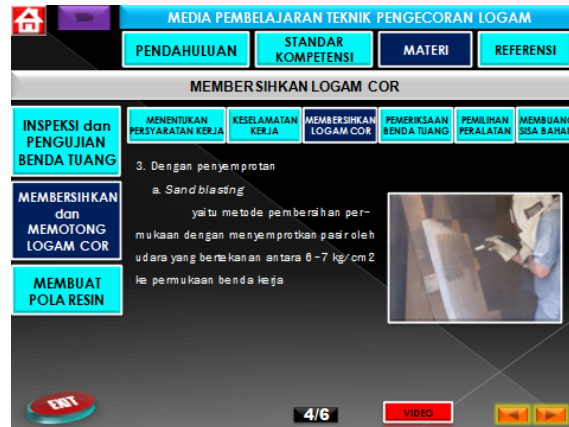 MEDIA PEMBELAJARAN TEKNIK PENGECORAN LOGAM
PENDAHULUAN
STANDAR
KOMPETENSI
MATERI
REFERENSI
MEMBERSIHKAN LOGAM COR
INSPEKSI dan
PENGUJIAN
BENDA TUANG
MEMBERSIHKAN
dan
MEMOTONG
LOGAM COR
MEMBUAT
POLA RESIN
MENENTUKAN
PERSYARATAN KERJA
KESELAMATAN
KERJA
MEMBERSIHKAN
LOGAM COR
PEMERIKSAAN
BENDA TUANG
PEMILIHAN
PERALATAN
MEMBUANG
SISA BAHAN
3. Dengan penyemprotan
a. Sand blasting
yaitu metode pembersihan per-
mukaan dengan menyemprotkan pasir oleh
udara yang bertekanan antara 6-7 kg/cm2
ke permukaan benda kerja
EXIT
4/6
VIDEO